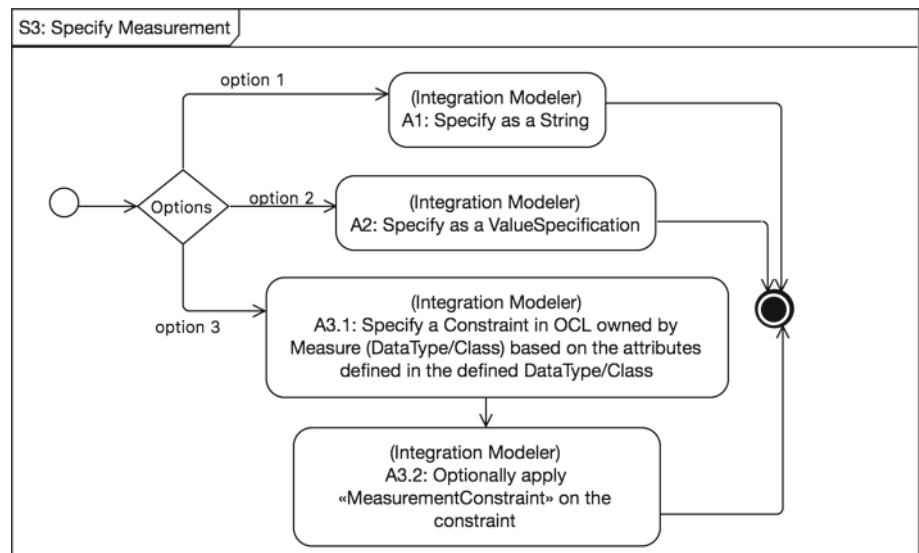 S3: Specify Measurement
option 1
(Integration Modeler)
A1: Specify as a String
Options
option 2
(Integration Modeler)
A2: Specify as a ValueSpecification
option 3
(Integration Modeler)
A3.1: Specify a Constraint in OCL owned by
Measure (DataType/Class) based on the attributes
defined in the defined DataType/Class
(Integration Modeler)
A3.2: Optionally apply
«MeasurementConstraint» on the
constraint